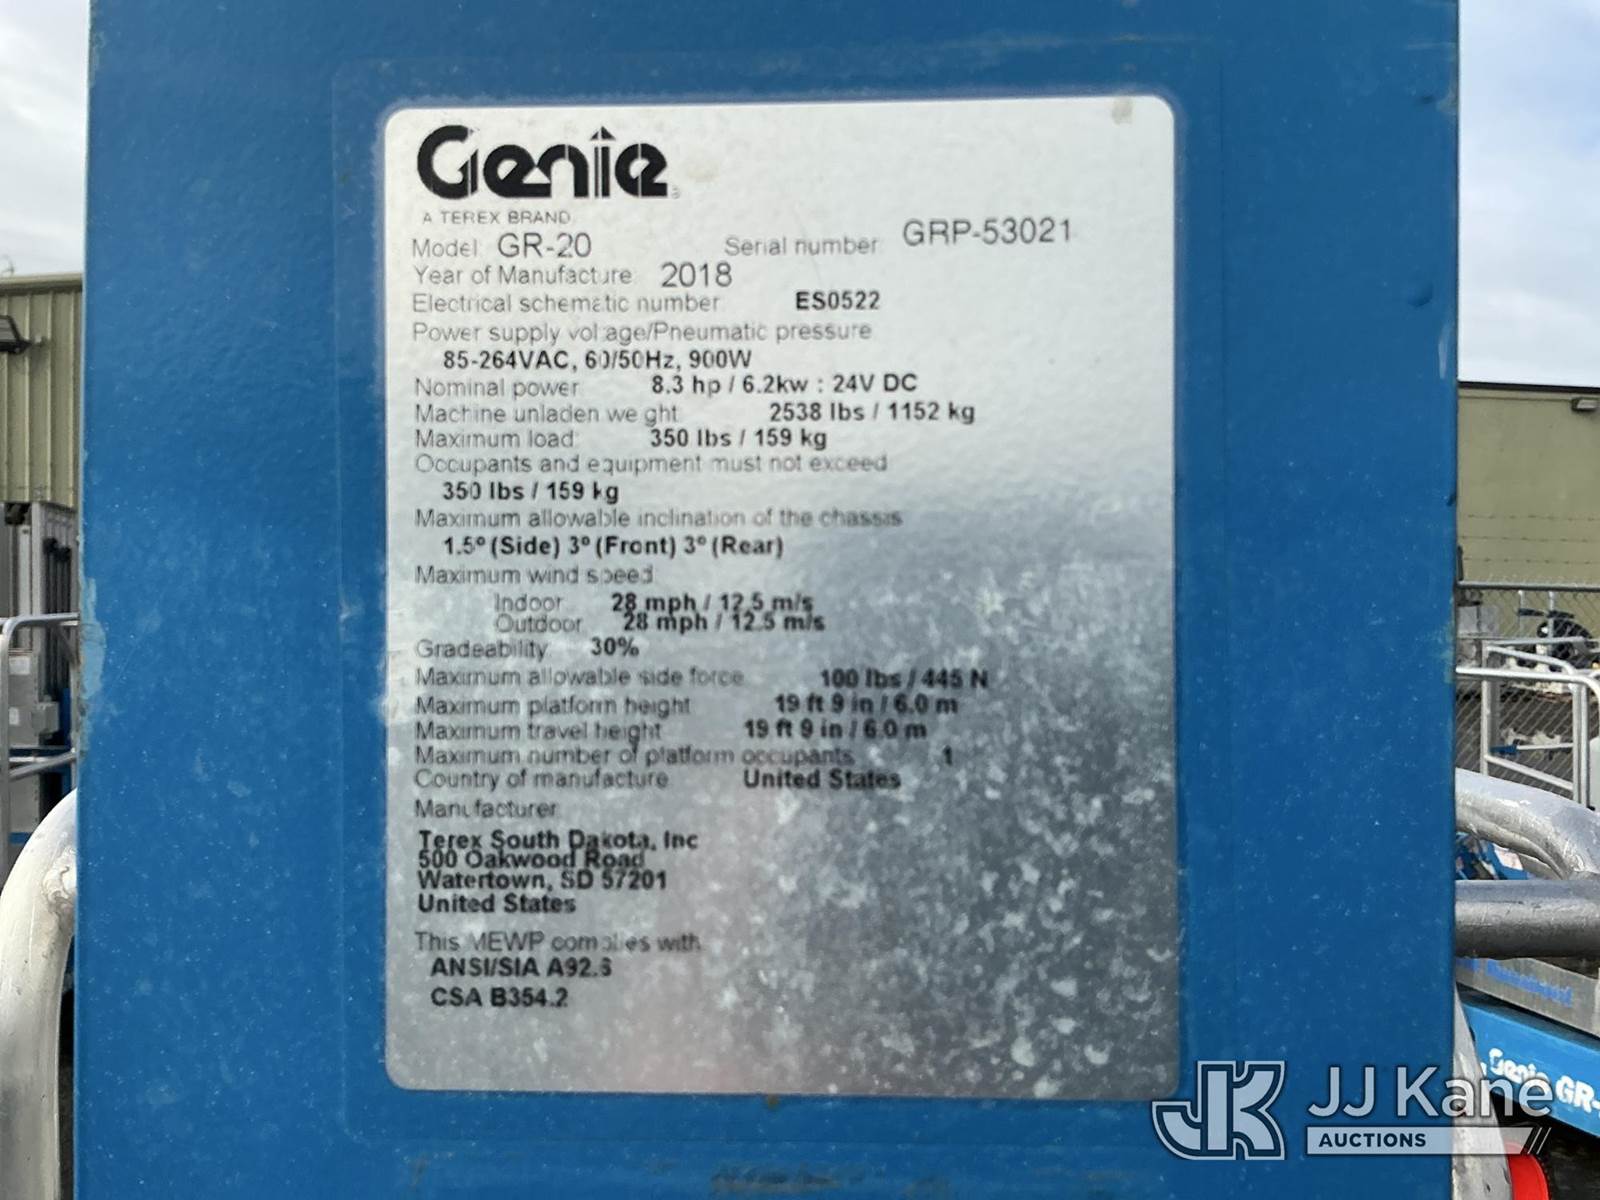 Genie
A TEREX BRAND
Model GR-20 Serial number GRP-53021
Year of Manufacture 2018
Electrical schematic number ES0522
Power supply voltage/Pneumatic pressure
85-264VAC, 60/50Hz, 900W
Nominal power 8.3 hp / 6.2kw : 24V DC
Machine unladen weight 2538 lbs / 1152 kg
Maximum load 350 lbs / 159 kg
Occupants and equipment must not exceed
350 lbs / 159 kg
Maximum allowable inclination of the chassis
1.5° (Side) 3° (Front) 3° (Rear)
Maximum wind speed
Indoor 28 mph / 12.5 m/s
Outdoor 28 mph / 12.5 m/s
Gradeability 30%
Maximum allowable side force 100 lbs / 445 N
Maximum platform height 19 ft 9 in / 6.0 m
Maximum travel height 19 ft 9 in / 6.0 m
Maximum number of platform occupants 1
Country of manufacture United States
Manufacturer
Terex South Dakota, Inc
500 Oakwood Road
Watertown, SD 57201
United States
This MEWP complies with
ANSI/SIA A92.6
CSA B354.2
Genie GR-
JK JJ Kane
AUCTIONS